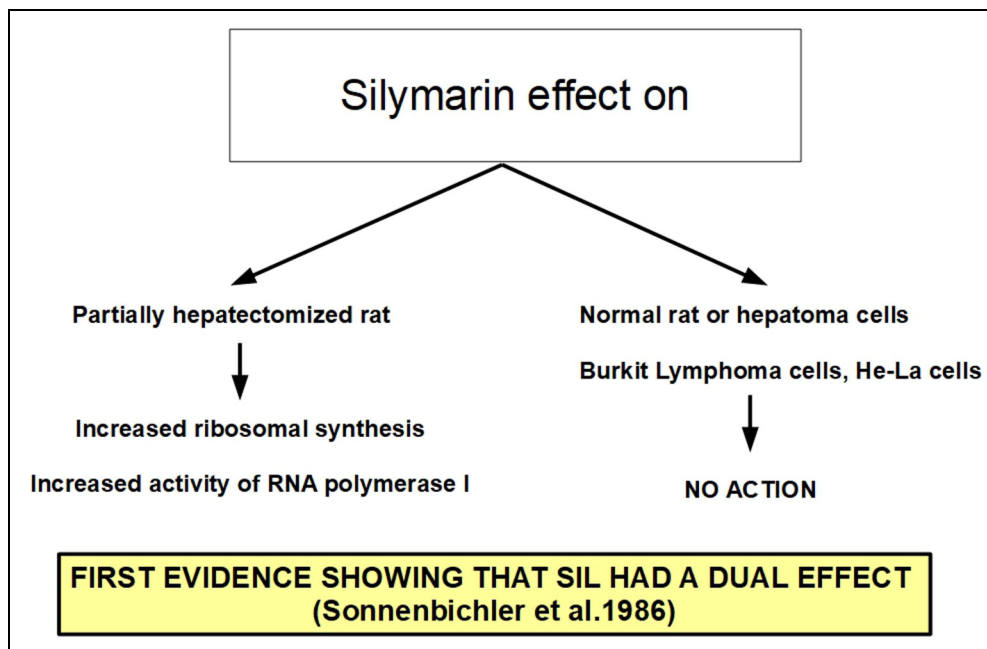 Silymarin effect on
Partially hepatectomized rat
Increased ribosomal synthesis
Increased activity of RNA polymerase I
Normal rat or hepatoma cells
Burkit Lymphoma cells, He-La cells
NO ACTION
FIRST EVIDENCE SHOWING THAT SIL HAD A DUAL EFFECT
(Sonnenbichler et al.1986)